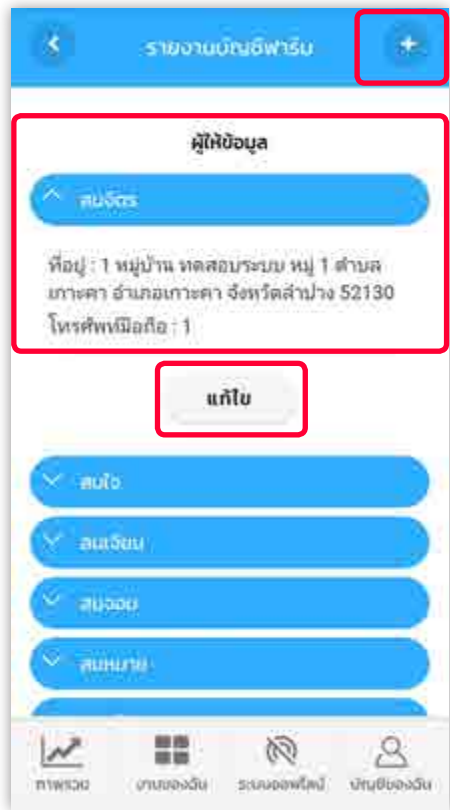 รายงานบัญชีฟาร์ม
ผู้ให้ข้อมูล
สมจิตร
ที่อยู่ : 1 หมู่บ้าน ทดสอบระบบ หมู่ 1 ตำบล
เกาะคา อำเภอเกาะคา จังหวัดลำปาง 52130
โทรศัพท์มือถือ : 1
แก้ไข
สมใจ
สมเจียม
สมจอม
สมหมาย
ภาพรวม
งานของฉัน
ระบบออฟไลน์
บัญชีของฉัน